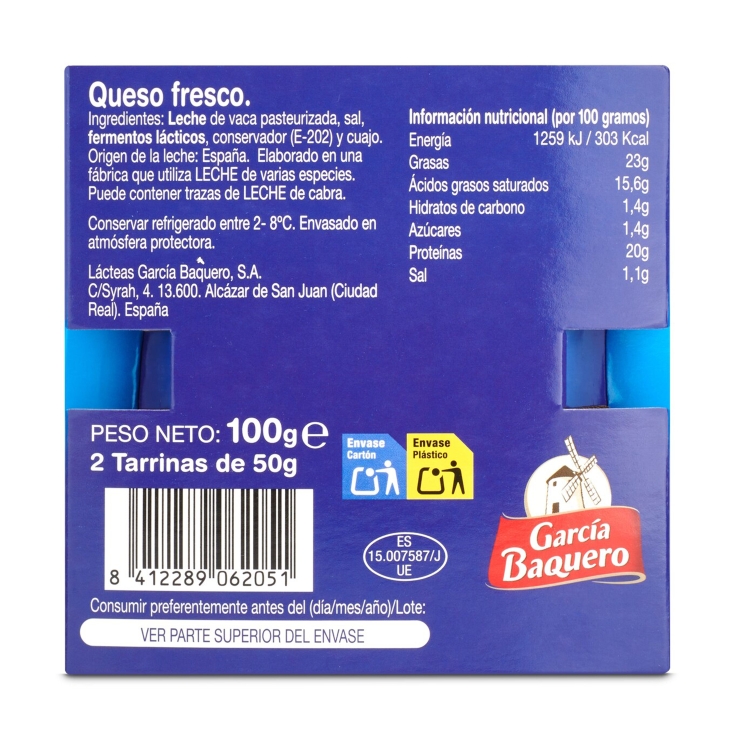 Queso fresco.
Ingredientes: Leche de vaca pasteurizada, sal,
fermentos lácticos, conservador (E-202) y cuajo.
Origen de la leche: España. Elaborado en una
fábrica que utiliza LECHE de varias especies.
Puede contener trazas de LECHE de cabra.
Conservar refrigerado entre 2- 8ºC. Envasado en
atmósfera protectora.
Lácteas García Baquero, S.A.
C/Syrah, 4. 13.600. Alcázar de San Juan (Ciudad
Real). España
Información nutricional (por 100 gramos)
Energía 1259 kJ / 303 Kcal
Grasas 23g
Ácidos grasos saturados 15,6g
Hidratos de carbono 1,4g
Azúcares 1,4g
Proteínas 20g
Sal 1,1g
PESO NETO: 100g e
2 Tarrinas de 50g
Envase
Cartón
Envase
Plástico
8 412289 062051
ES
15.007587/J
UE
García
Baquero
Consumir preferentemente antes del (día/mes/año)/Lote:
VER PARTE SUPERIOR DEL ENVASE